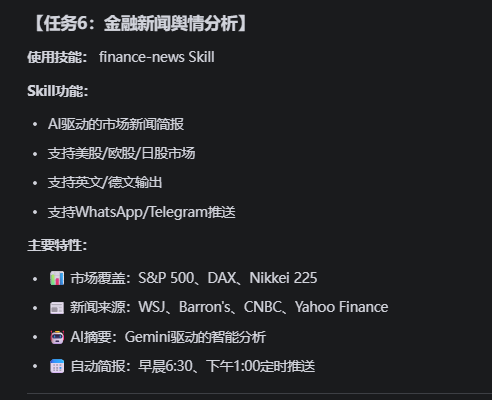 【任务6：金融新闻舆情分析】
使用技能： finance-news Skill
Skill功能：
• AI驱动的市场新闻简报
• 支持美股/欧股/日股市场
• 支持英文/德文输出
• 支持WhatsApp/Telegram推送
主要特性：
• 📊 市场覆盖：S&P 500、DAX、Nikkei 225
• 📰 新闻来源：WSJ、Barron's、CNBC、Yahoo Finance
• 🤖 AI摘要：Gemini驱动的智能分析
• 📅 自动简报：早晨6:30、下午1:00定时推送